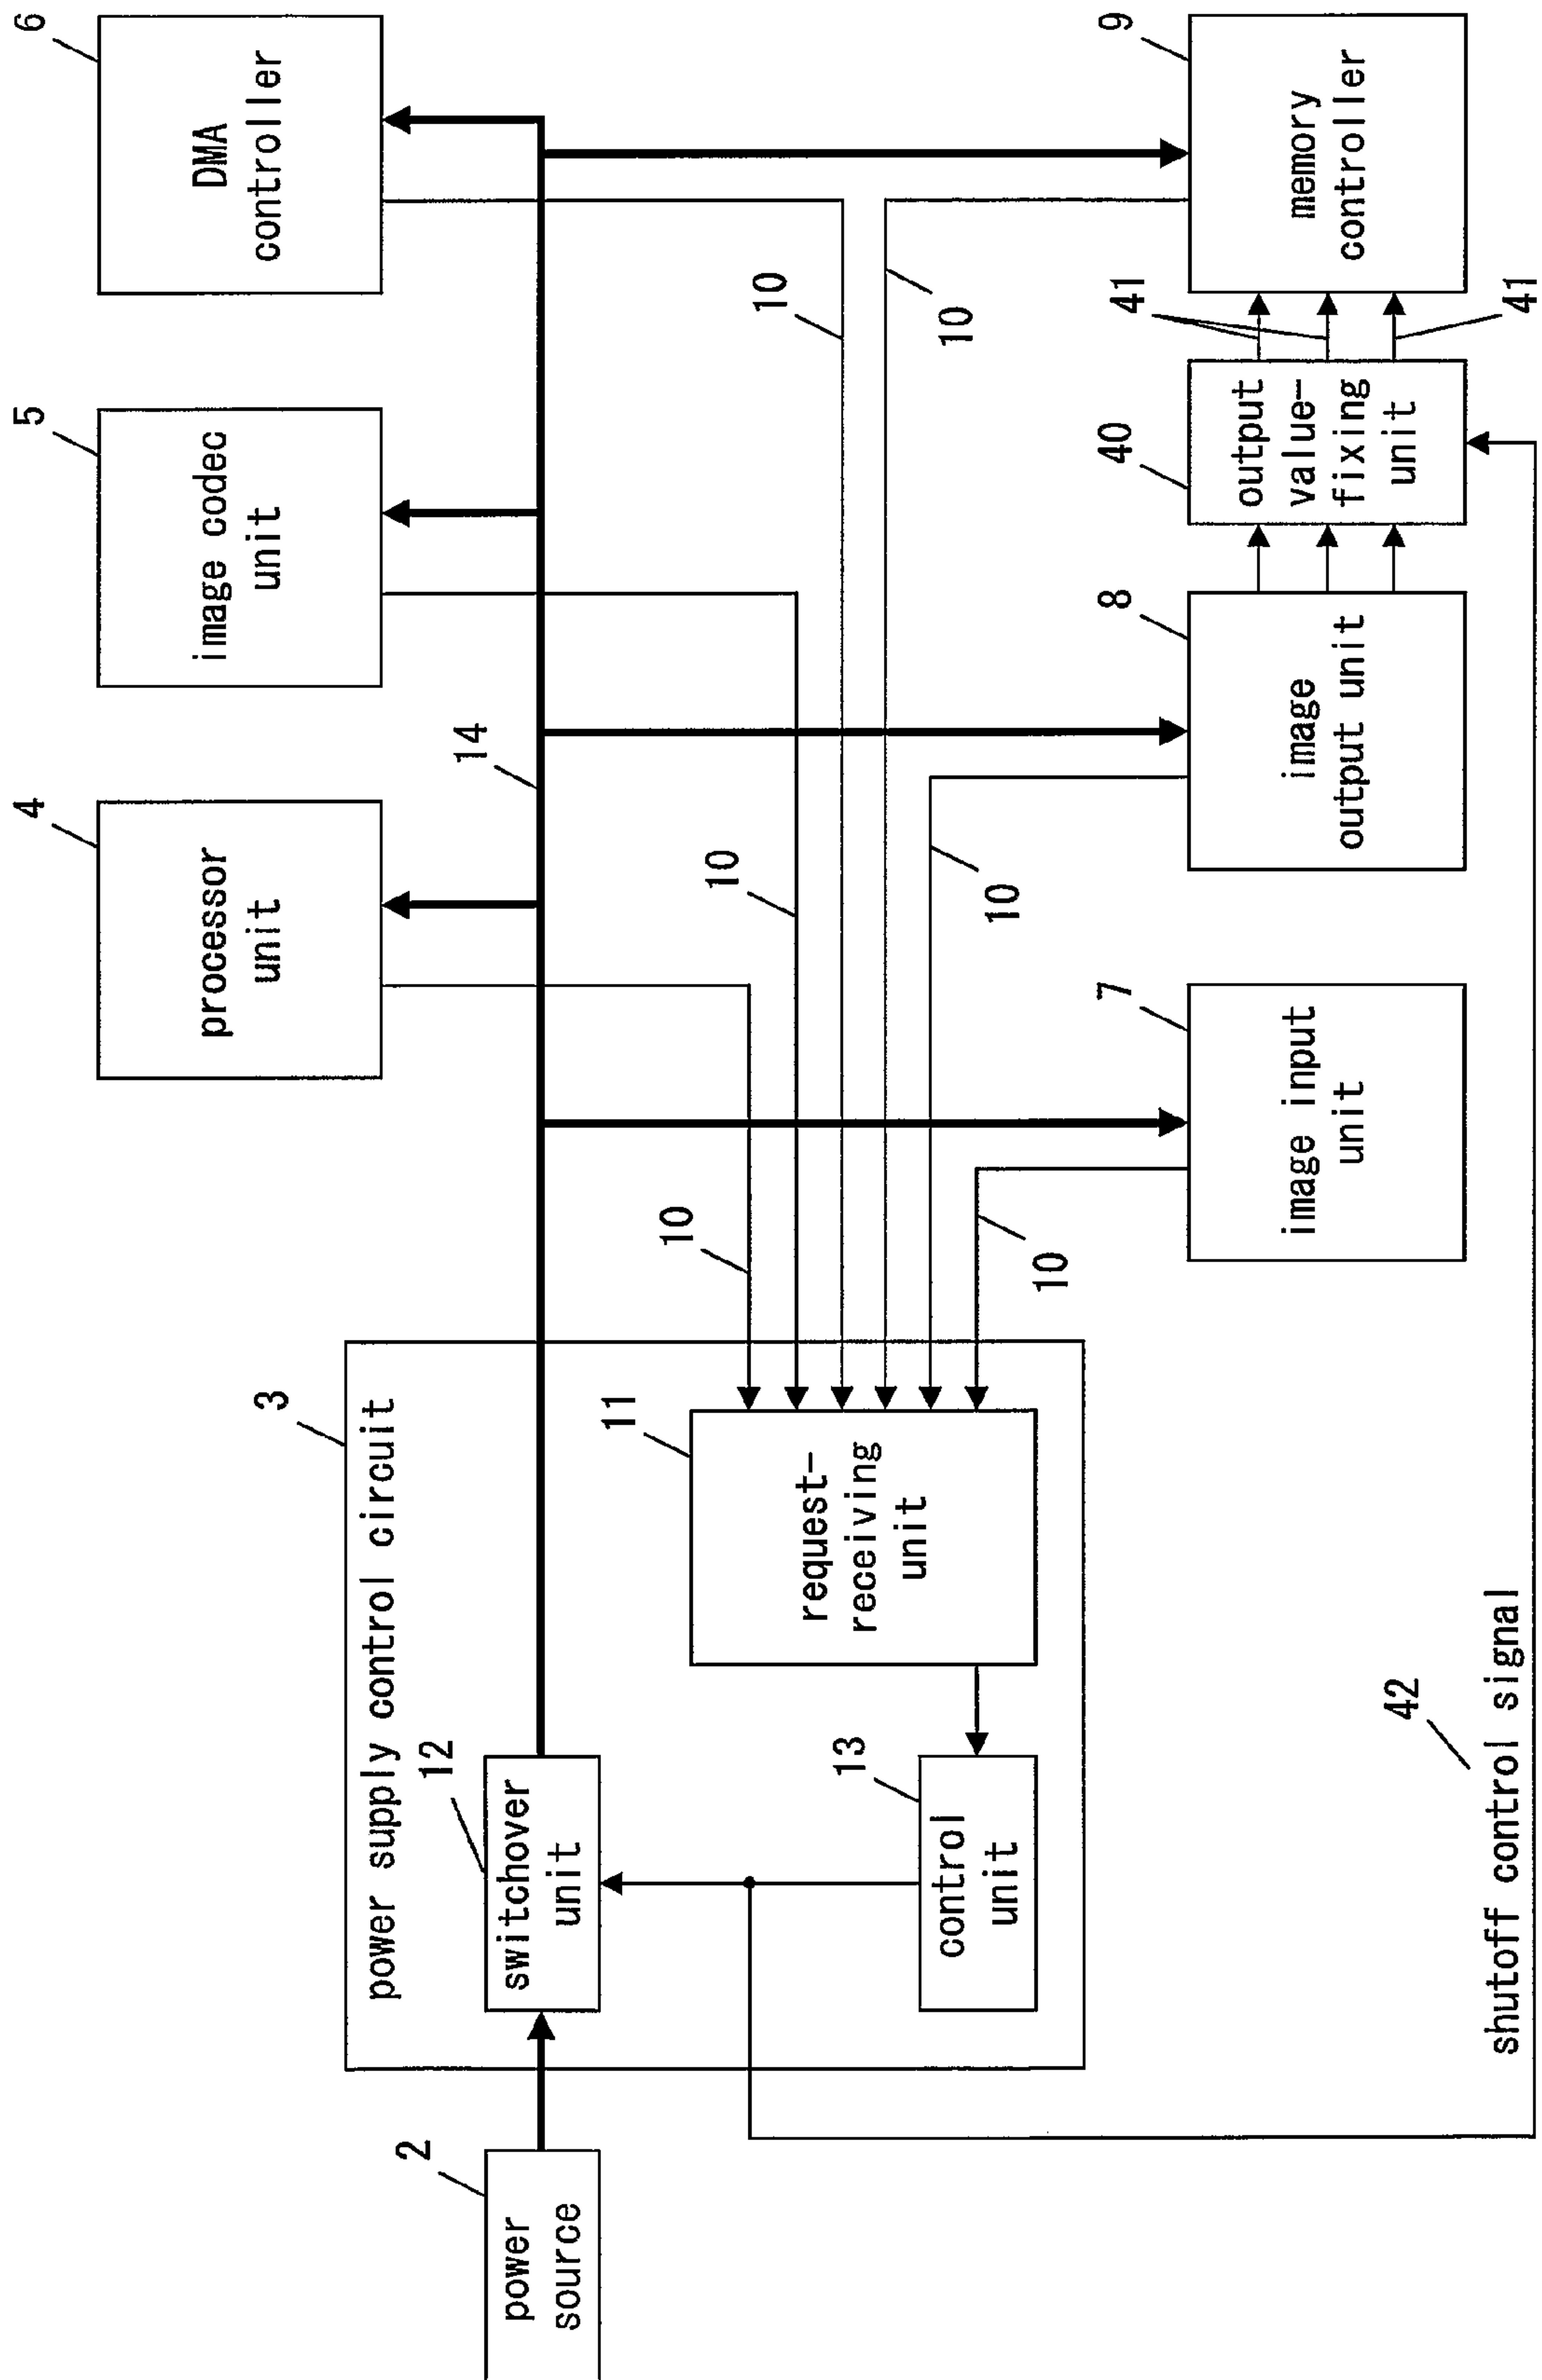 2
power
source
3
power supply control circuit
12
switchover
unit
13
control
unit
11
request-
receiving
unit
14
4
processor
unit
5
image codec
unit
6
DMA
controller
10
10
10
10
10
10
7
image input
unit
8
image
output unit
40
output
value-
fixing
unit
41
41
9
memory
controller
42
shutoff control signal